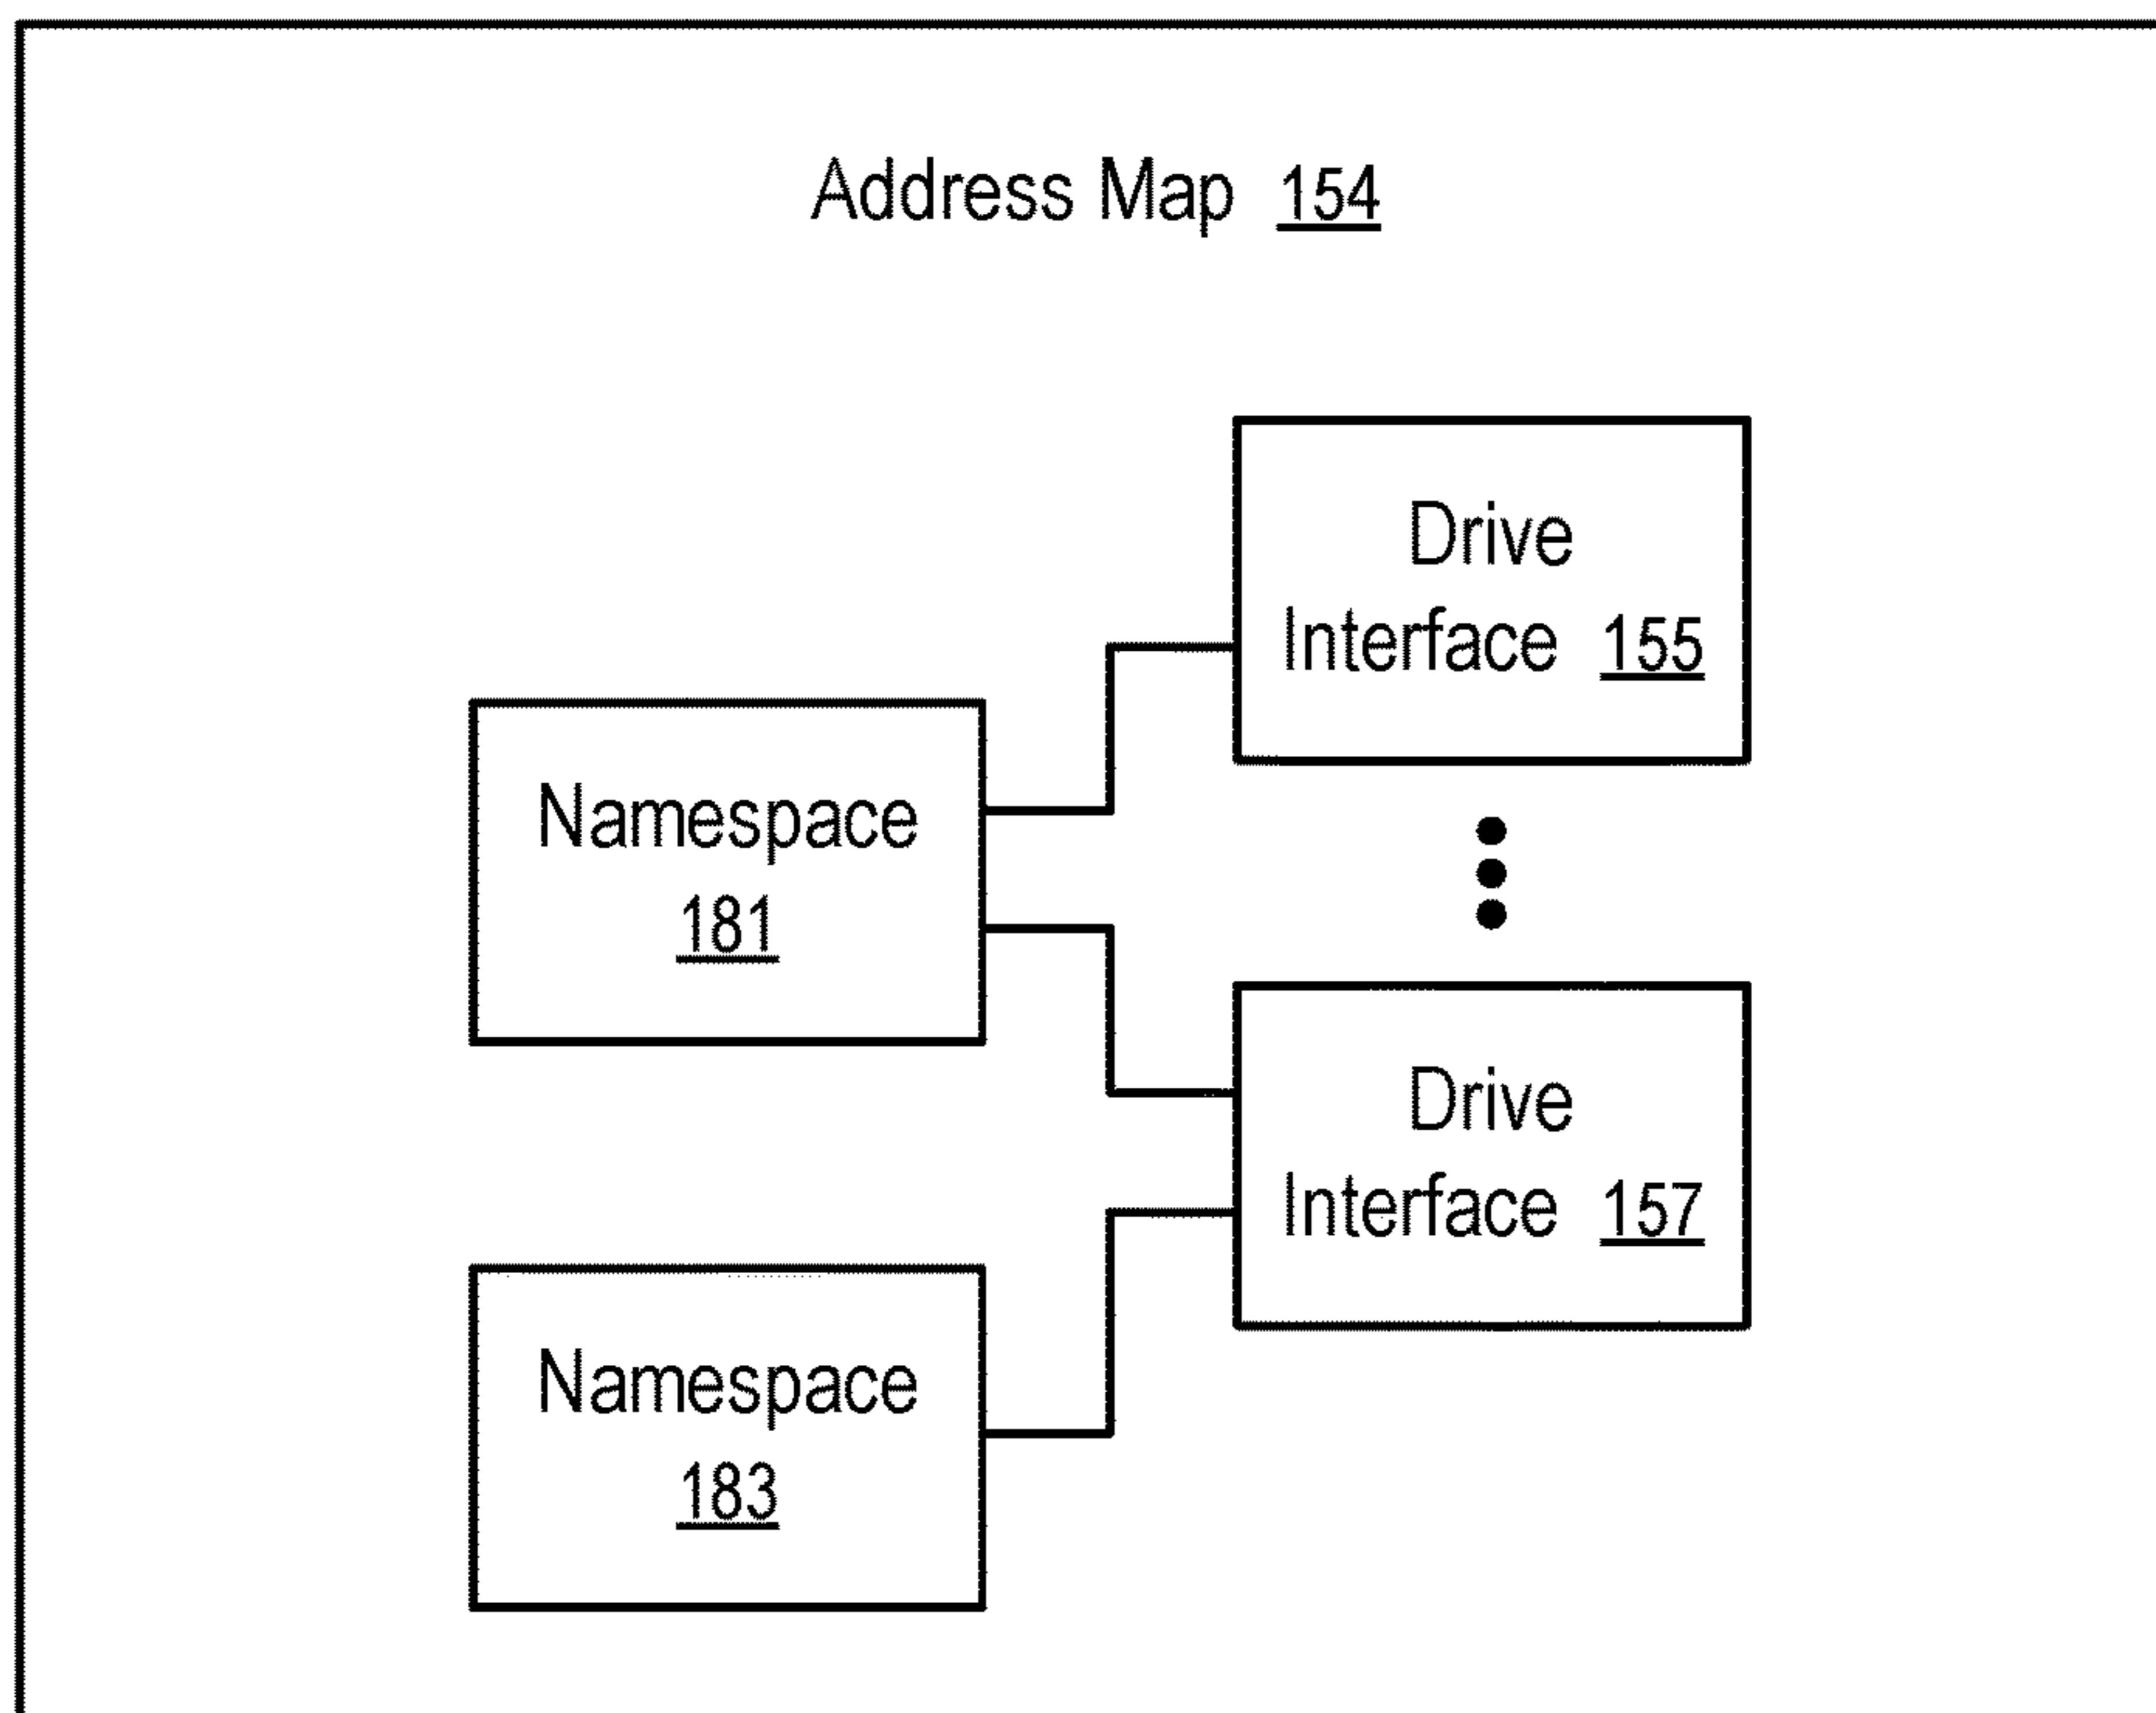 Address Map 154
Drive
Interface 155
Namespace
181
Drive
Interface 157
Namespace
183